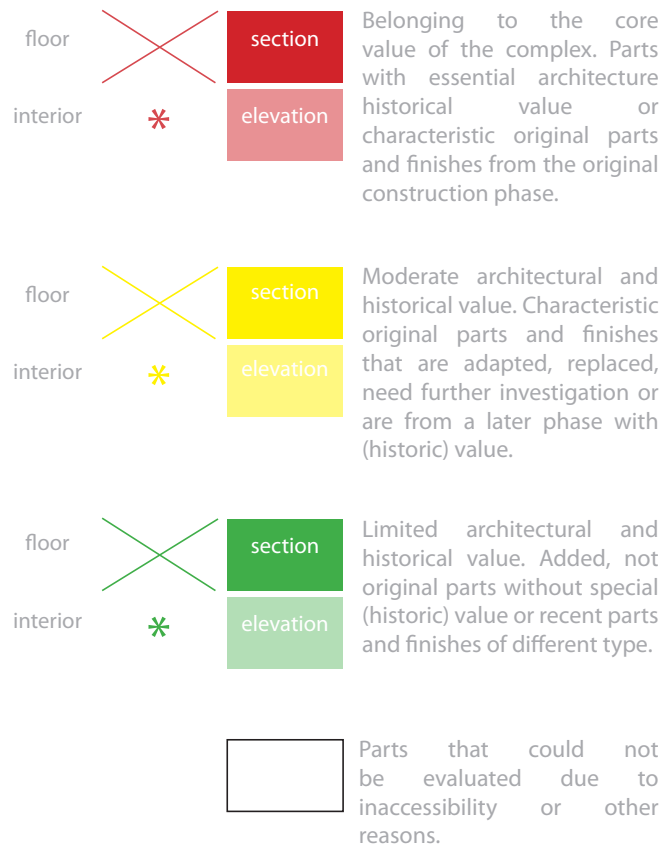 floor
section
interior
*
elevation
Belonging to the core
value of the complex. Parts
with essential architecture
historical value or
characteristic original parts
and finishes from the original
construction phase.
floor
section
interior
*
elevation
Moderate architectural and
historical value. Characteristic
original parts and finishes
that are adapted, replaced,
need further investigation or
are from a later phase with
(historic) value.
floor
section
interior
*
elevation
Limited architectural and
historical value. Added, not
original parts without special
(historic) value or recent parts
and finishes of different type.
Parts that could not
be evaluated due to
inaccessibility or other
reasons.